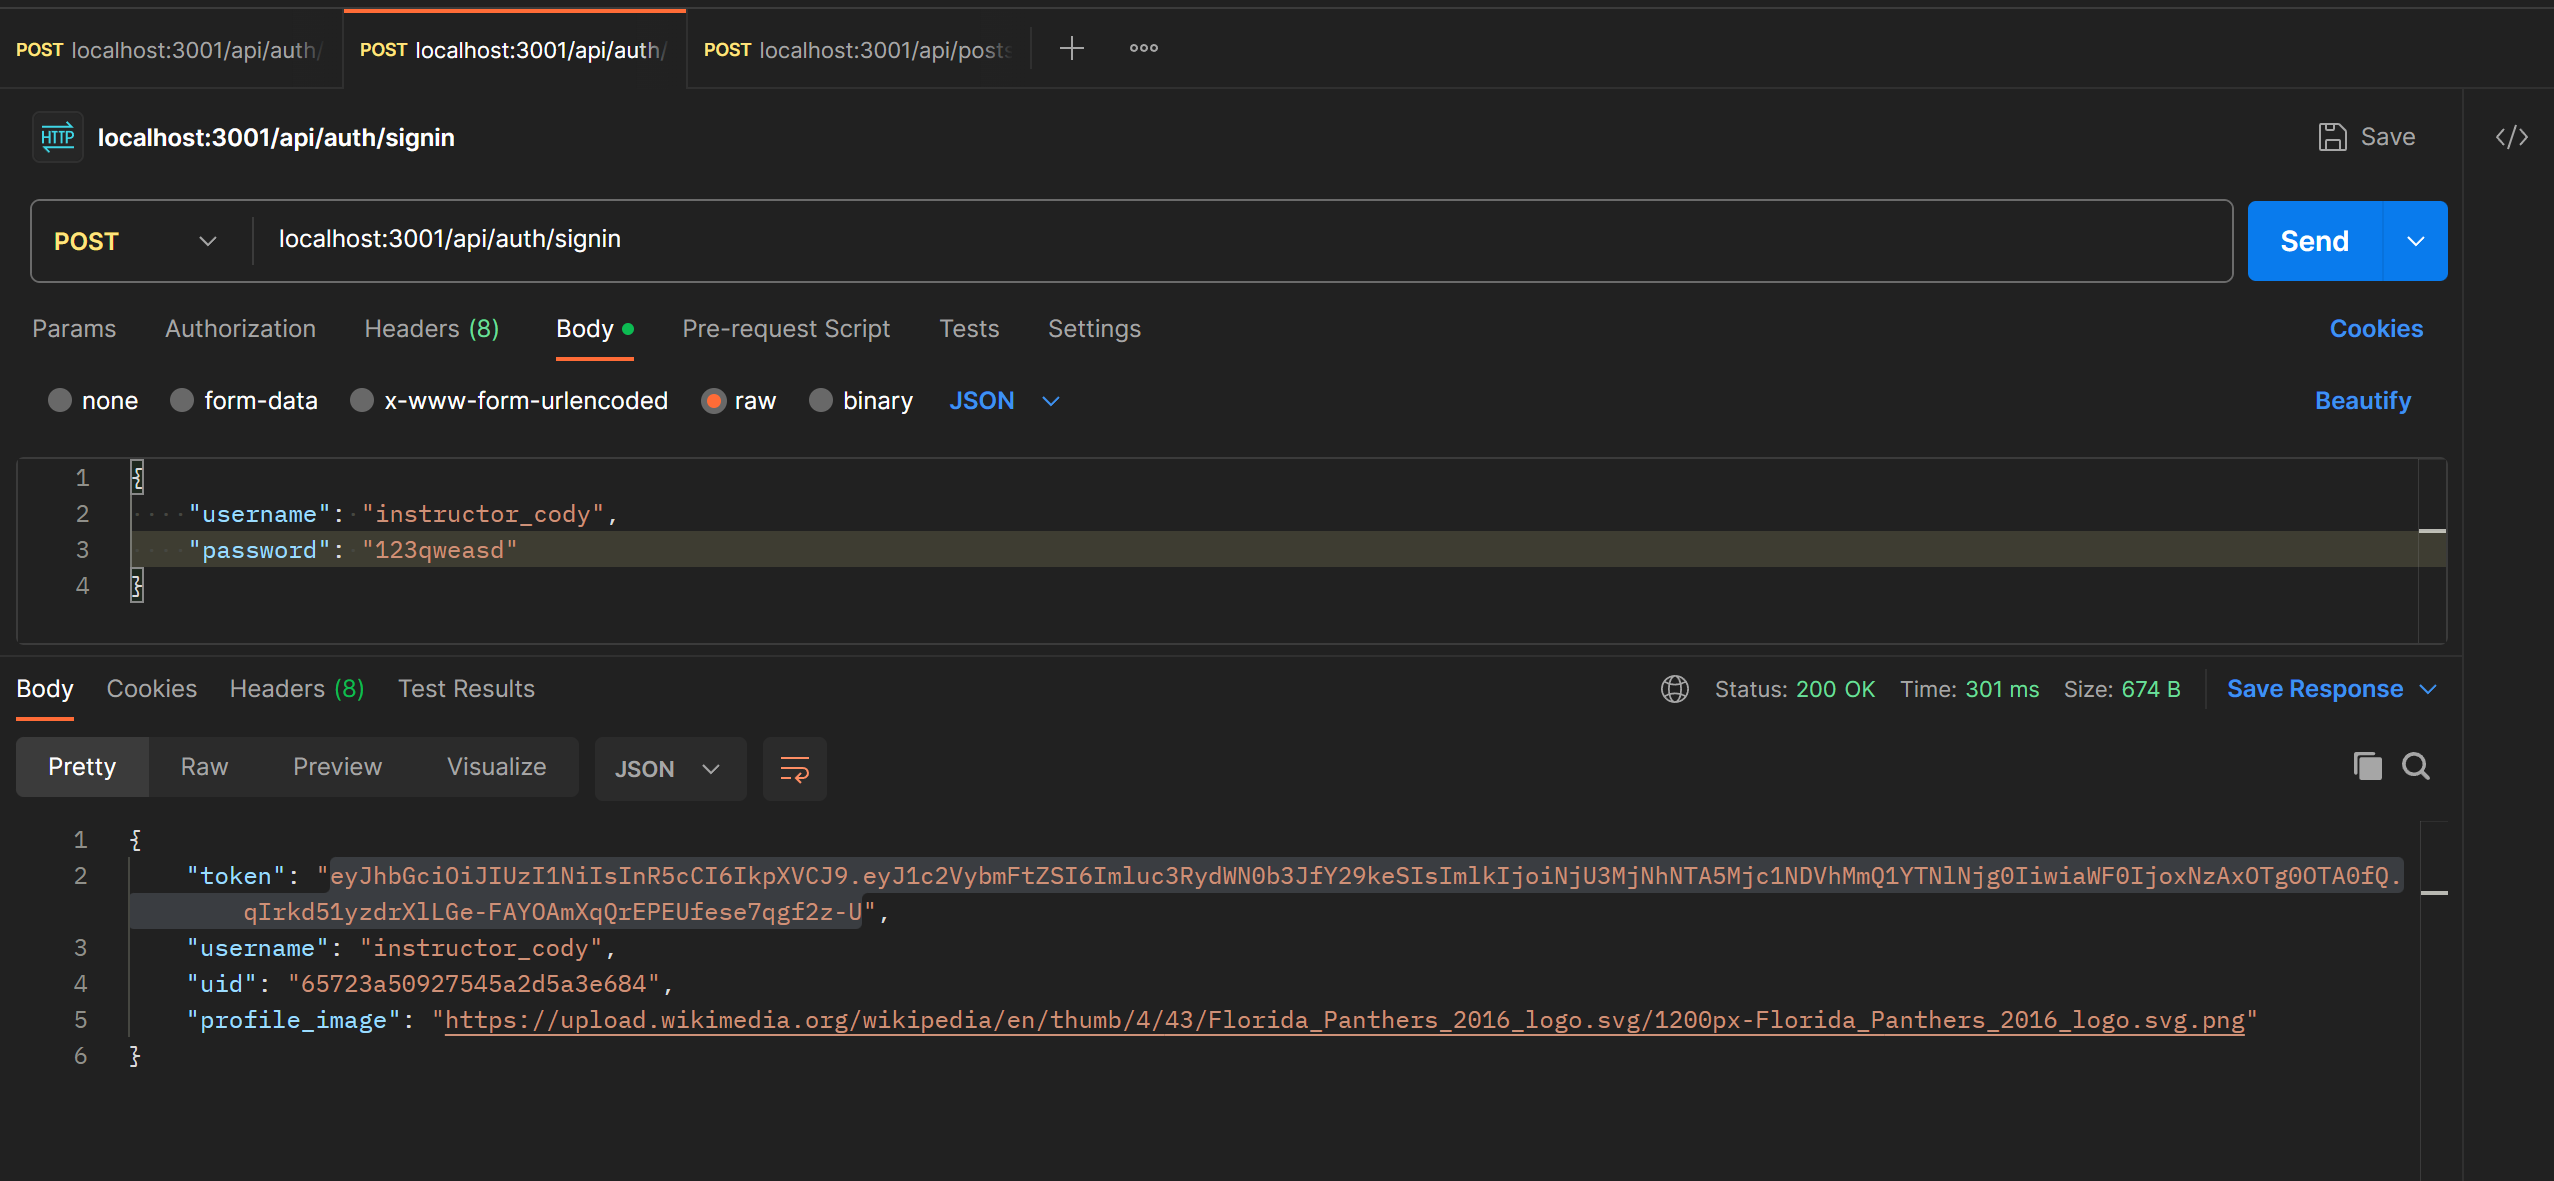 POST localhost:3001/api/auth/
POST localhost:3001/api/auth/
POST localhost:3001/api/posts
HTTP localhost:3001/api/auth/signin
Save
POST localhost:3001/api/auth/signin
Send
Params Authorization Headers (8) Body Pre-request Script Tests Settings Cookies
none form-data x-www-form-urlencoded raw binary JSON Beautify
1 {
2 "username": "instructor_cody",
3 "password": "123qweasd"
4 }
Body Cookies Headers (8) Test Results Status: 200 OK Time: 301 ms Size: 674 B Save Response
Pretty Raw Preview Visualize JSON
1 {
2 "token": "eyJhbGciOiJIUzI1NiIsInR5cCI6IkpXVCJ9.eyJ1c2VybmFtZSI6Imluc3RydWN0b3JfY29keSIsImlkIjoiNjU3MjNhNTA5Mjc1NDVhMmQ1YTNlNjg0IiwiaWF0IjoxNzAxOTg0OTA0fQ.
qIrkd51yzdrXlLGe-FAYOAmXqQrEPEUfese7qgf2z-U",
3 "username": "instructor_cody",
4 "uid": "65723a50927545a2d5a3e684",
5 "profile_image": "https://upload.wikimedia.org/wikipedia/en/thumb/4/43/Florida_Panthers_2016_logo.svg/1200px-Florida_Panthers_2016_logo.svg.png"
6 }